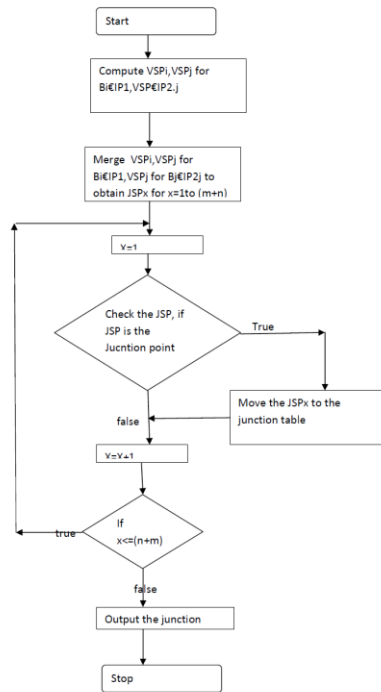 Start
Compute VSPi,VSPj for
Bi€IP1,VSP€IP2.j
Merge VSPi,VSPj for
Bi€IP1,VSPj for Bj€IP2j to
obtain JSPx for x=1to (m+n)
X=1
Check the JSP, if
JSP is the
Jucntion point
True
Move the JSPx to the
junction table
false
X=X+1
If
x<=(n+m)
true
false
Output the junction
Stop